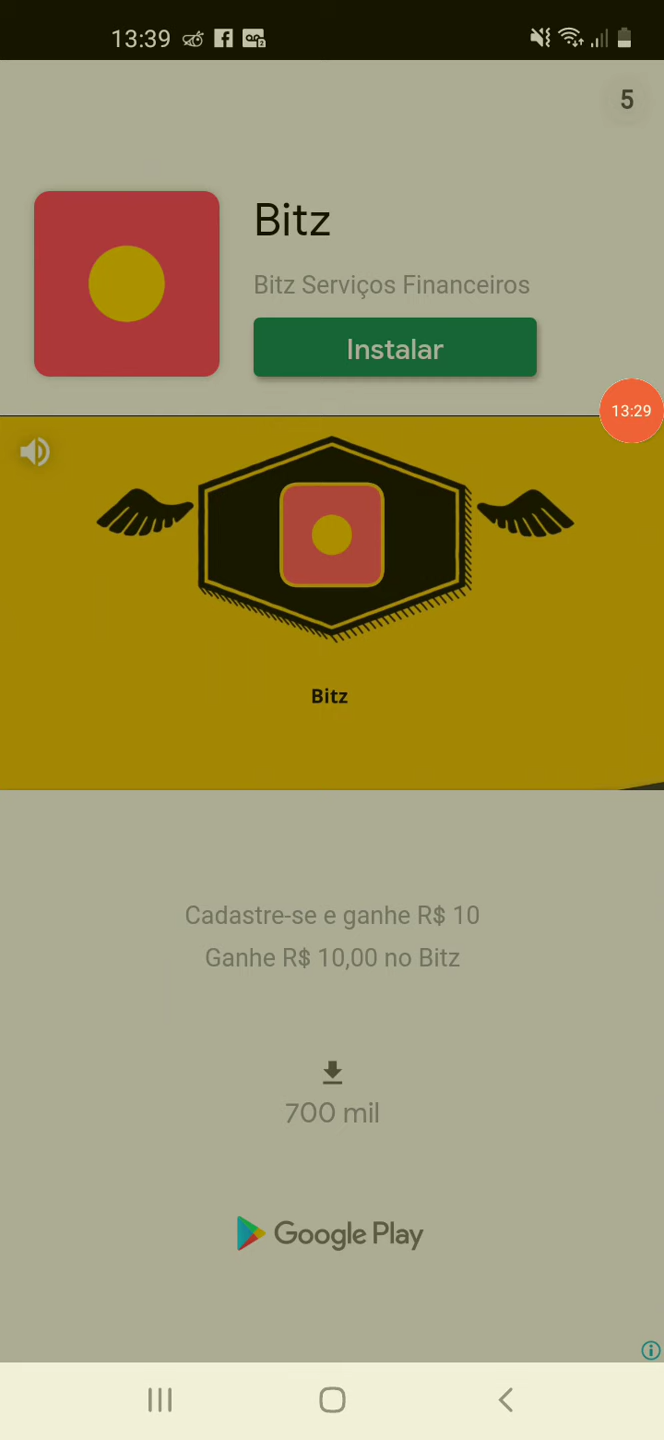 13:39
5
Bitz
Bitz Serviços Financeiros
Instalar
13:29
Bitz
Cadastre-se e ganhe R$ 10
Ganhe R$ 10,00 no Bitz
700 mil
Google Play